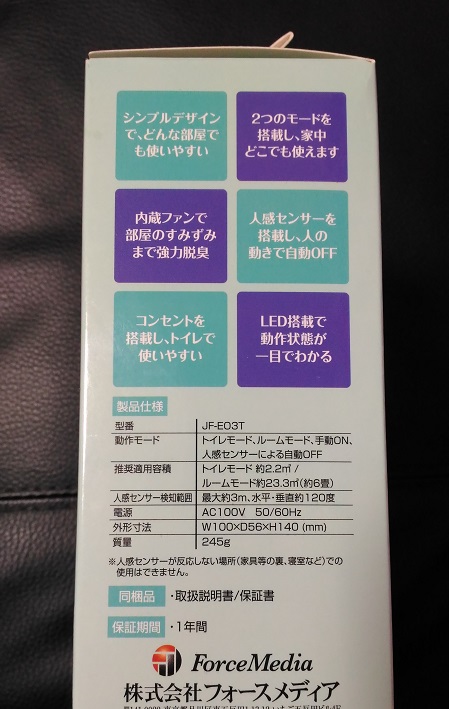 シンプルデザイン
で、どんな部屋で
も使いやすい
2つのモードを
搭載し、家中
どこでも使えます
内蔵ファンで
部屋のすみずみ
まで強力脱臭
人感センサーを
搭載し、人の
動きで自動OFF
コンセントを
搭載し、トイレで
使いやすい
LED搭載で
動作状態が
一目でわかる
製品仕様
型番 JF-EO3T
動作モード トイレモード、ルームモード、手動ON、
人感センサーによる自動OFF
推奨適用容積 トイレモード 約2.2㎡ /
ルームモード約23.3㎡(約6畳)
人感センサー検知範囲 最大約3m、水平・垂直約120度
電源 AC100V 50/60Hz
外形寸法 W100×D56×H140 (mm)
質量 245g
※人感センサーが反応しない場所(家具等の裏、寝室など)での
使用はできません。
同梱品 ・取扱説明書/保証書
保証期間 ・1年間
ForceMedia
株式会社フォースメディア